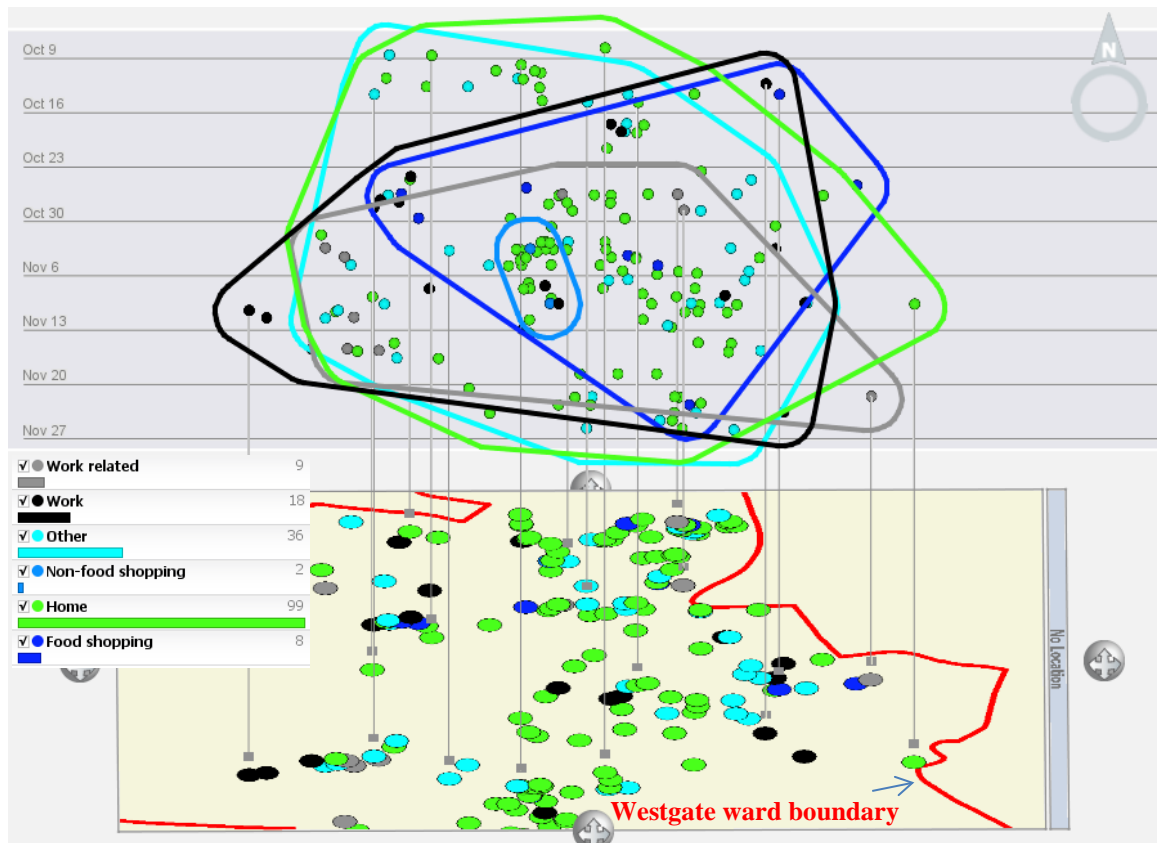 N
Oct 9
Oct 16
Oct 23
Oct 30
Nov 6
Nov 13
Nov 20
Nov 27
Work related 9
Work 18
Other 36
Non-food shopping 2
Home 99
Food shopping 8
No Location
Westgate ward boundary